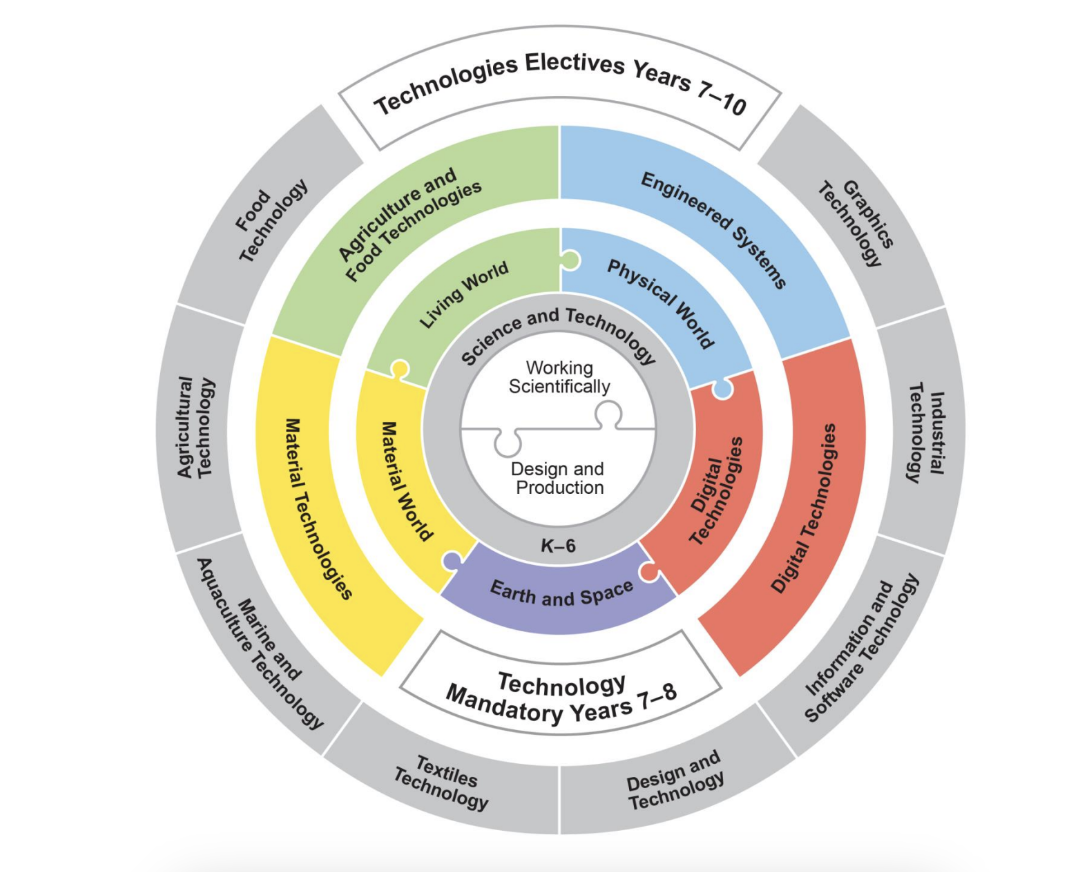 Technologies Electives Years 7–10
Food
Technology
Graphics
Technology
Agriculture and
Food Technologies
Engineered Systems
Living World
Physical World
Science and Technology
Working
Scientifically
Agricultural
Technology
Material Technologies
Material World
Design and
Production
Digital
Technologies
Digital Technologies
Industrial
Technology
K–6
Earth and Space
Marine and
Aquaculture Technology
Technology
Mandatory Years 7–8
Information and
Software Technology
Textiles
Technology
Design and
Technology